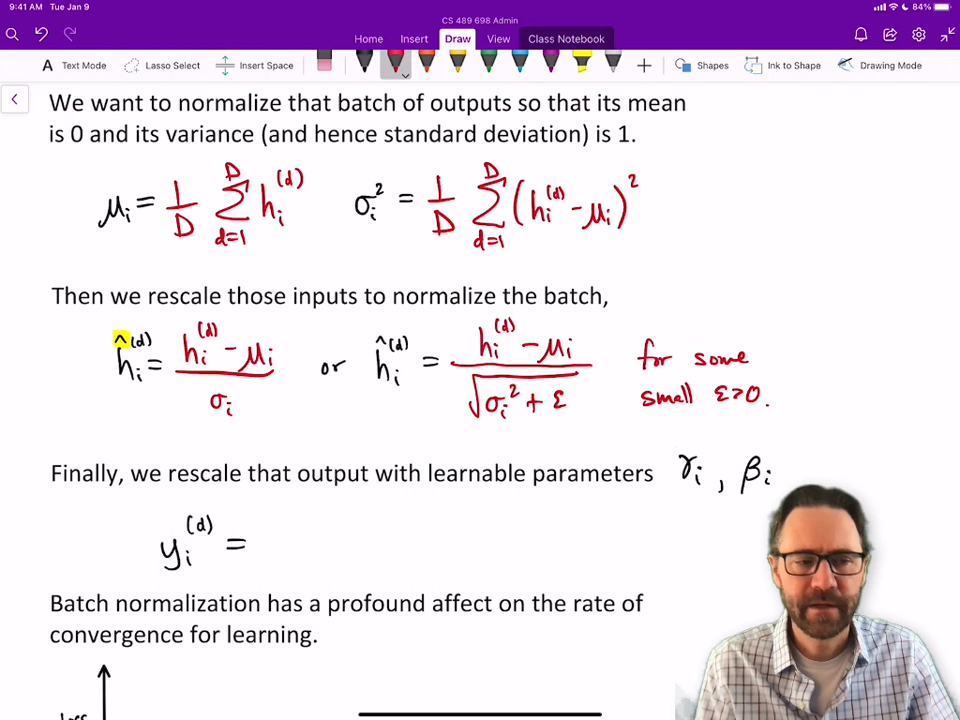 9:41 AM Tue Jan 9
84%
CS 489 698 Admin
Home Insert Draw View Class Notebook
A Text Mode Lasso Select Insert Space Shapes Ink to Shape Drawing Mode
We want to normalize that batch of outputs so that its mean
is 0 and its variance (and hence standard deviation) is 1.
μᵢ = 1/D Σ_{d=1}^{D} hᵢ^(d) σᵢ² = 1/D Σ_{d=1}^{D} (hᵢ^(d) - μᵢ)²
Then we rescale those inputs to normalize the batch,
ĥᵢ^(d) = (hᵢ^(d) - μᵢ)/σᵢ or ĥᵢ^(d) = (hᵢ^(d) - μᵢ)/√(σᵢ² + ε) for some
small ε>0.
Finally, we rescale that output with learnable parameters γᵢ, βᵢ
yᵢ^(d) =
Batch normalization has a profound affect on the rate of
convergence for learning.